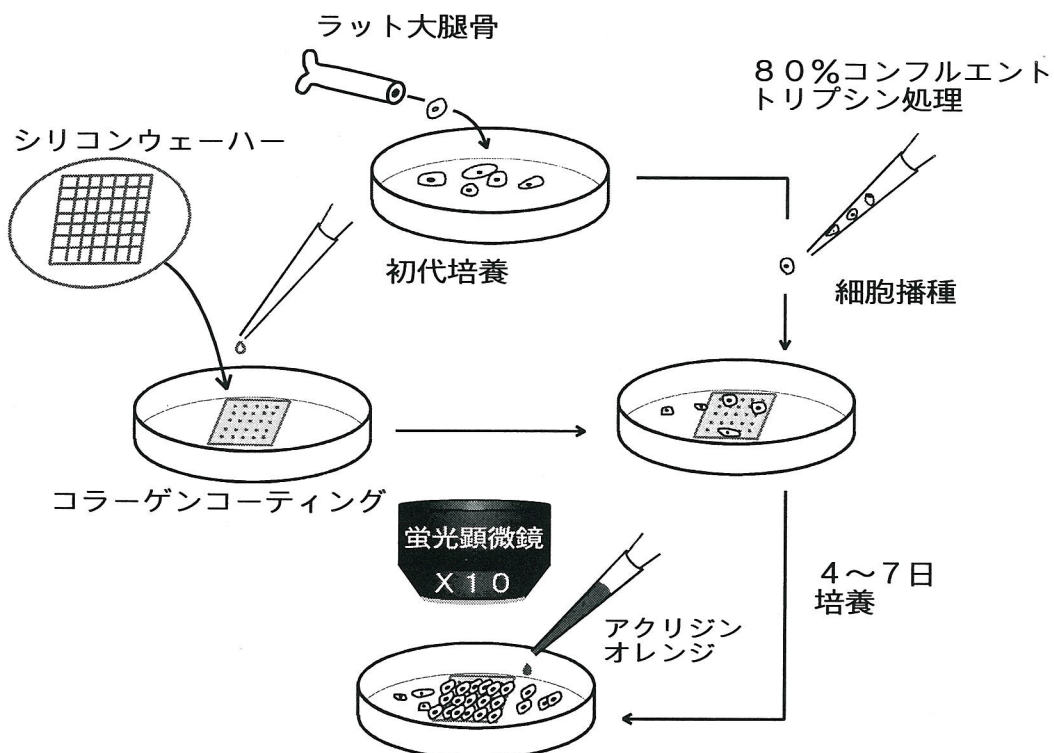 ラット大腿骨
80%コンフルエント
トリプシン処理
シリコンウェーハー
初代培養
細胞播種
コラーゲンコーティング
蛍光顕微鏡
X10
4〜7日
培養
アクリジン
オレンジ